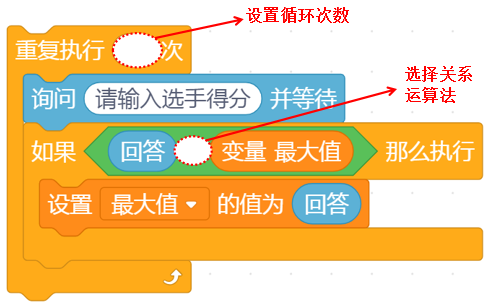 设置循环次数
重复执行 次
询问 请输入选手得分 并等待
选择关系
运算法
如果 回答 变量 最大值 那么执行
设置 最大值 的值为 回答